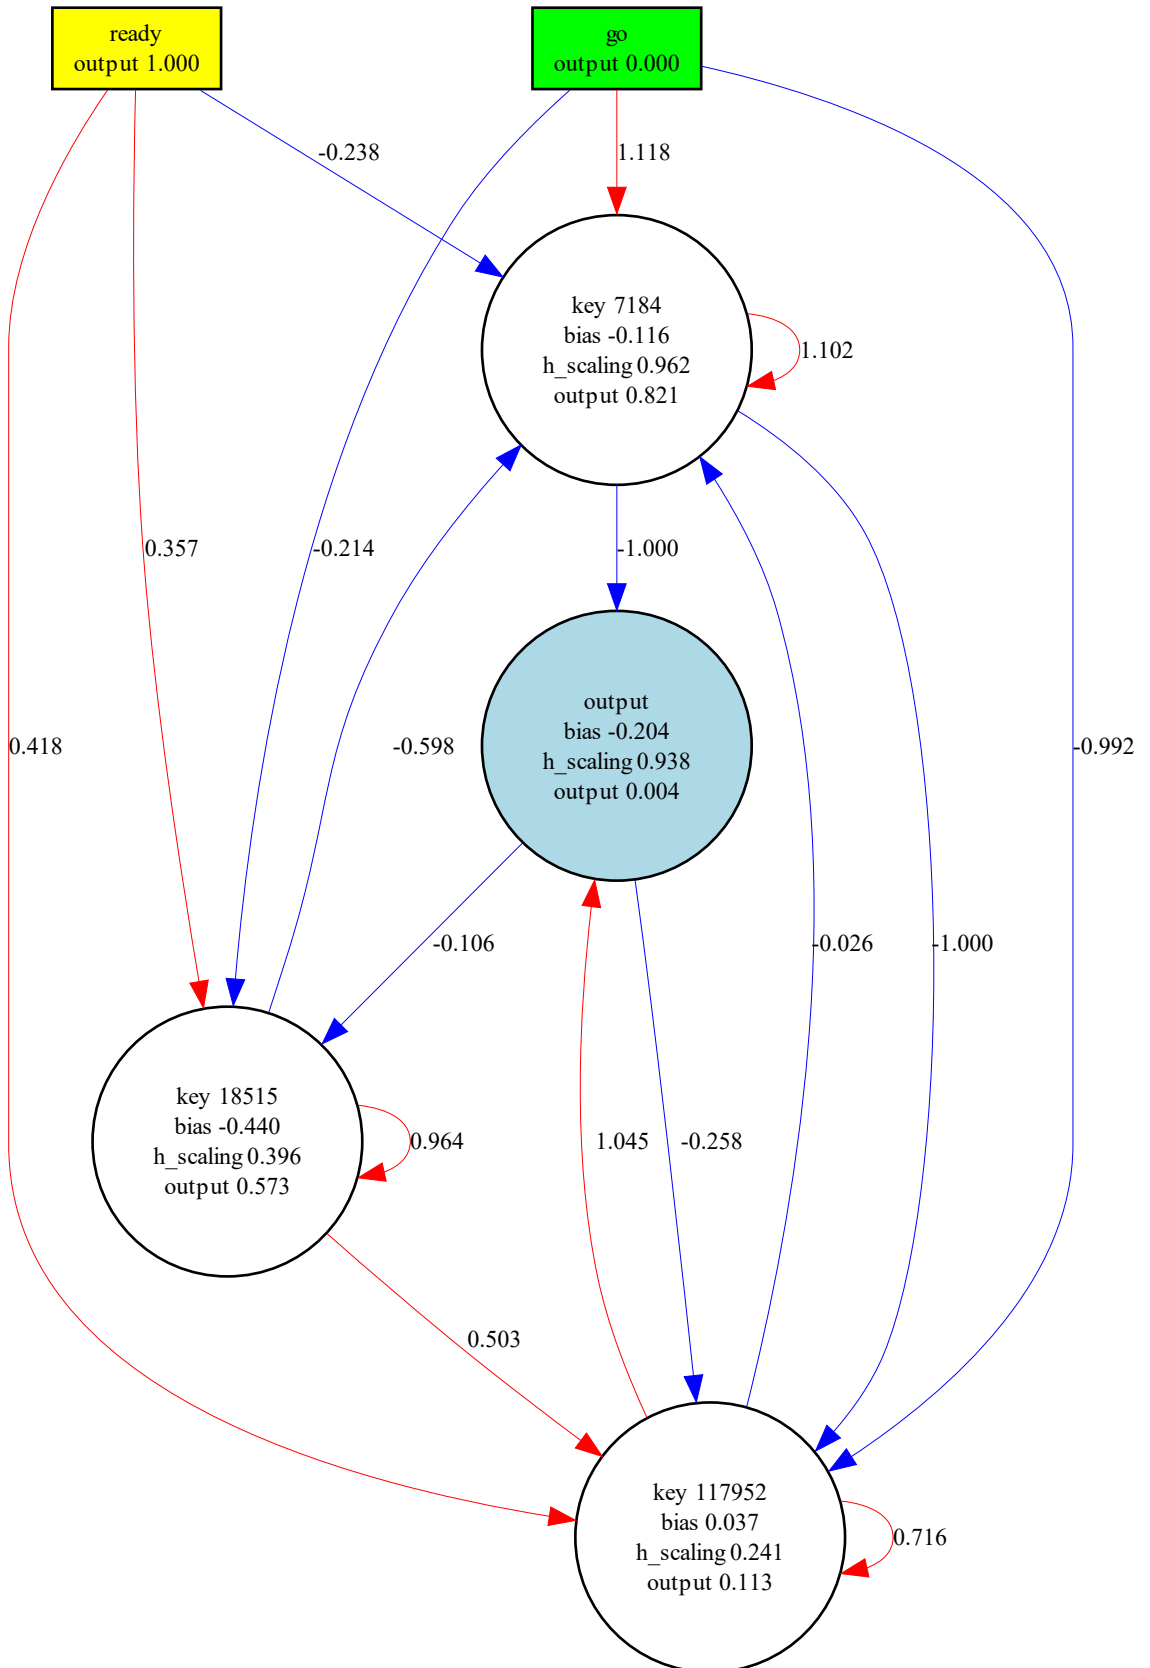 ready
output 1.000
go
output 0.000
-0.238
1.118
key 7184
bias -0.116
h_scaling 0.962
output 0.821
1.102
0.357
-0.214
-1.000
output
bias -0.204
h_scaling 0.938
output 0.004
0.418
-0.598
-0.992
-0.106
-0.026
-1.000
key 18515
bias -0.440
h_scaling 0.396
output 0.573
0.964
1.045
-0.258
0.503
key 117952
bias 0.037
h_scaling 0.241
output 0.113
0.716